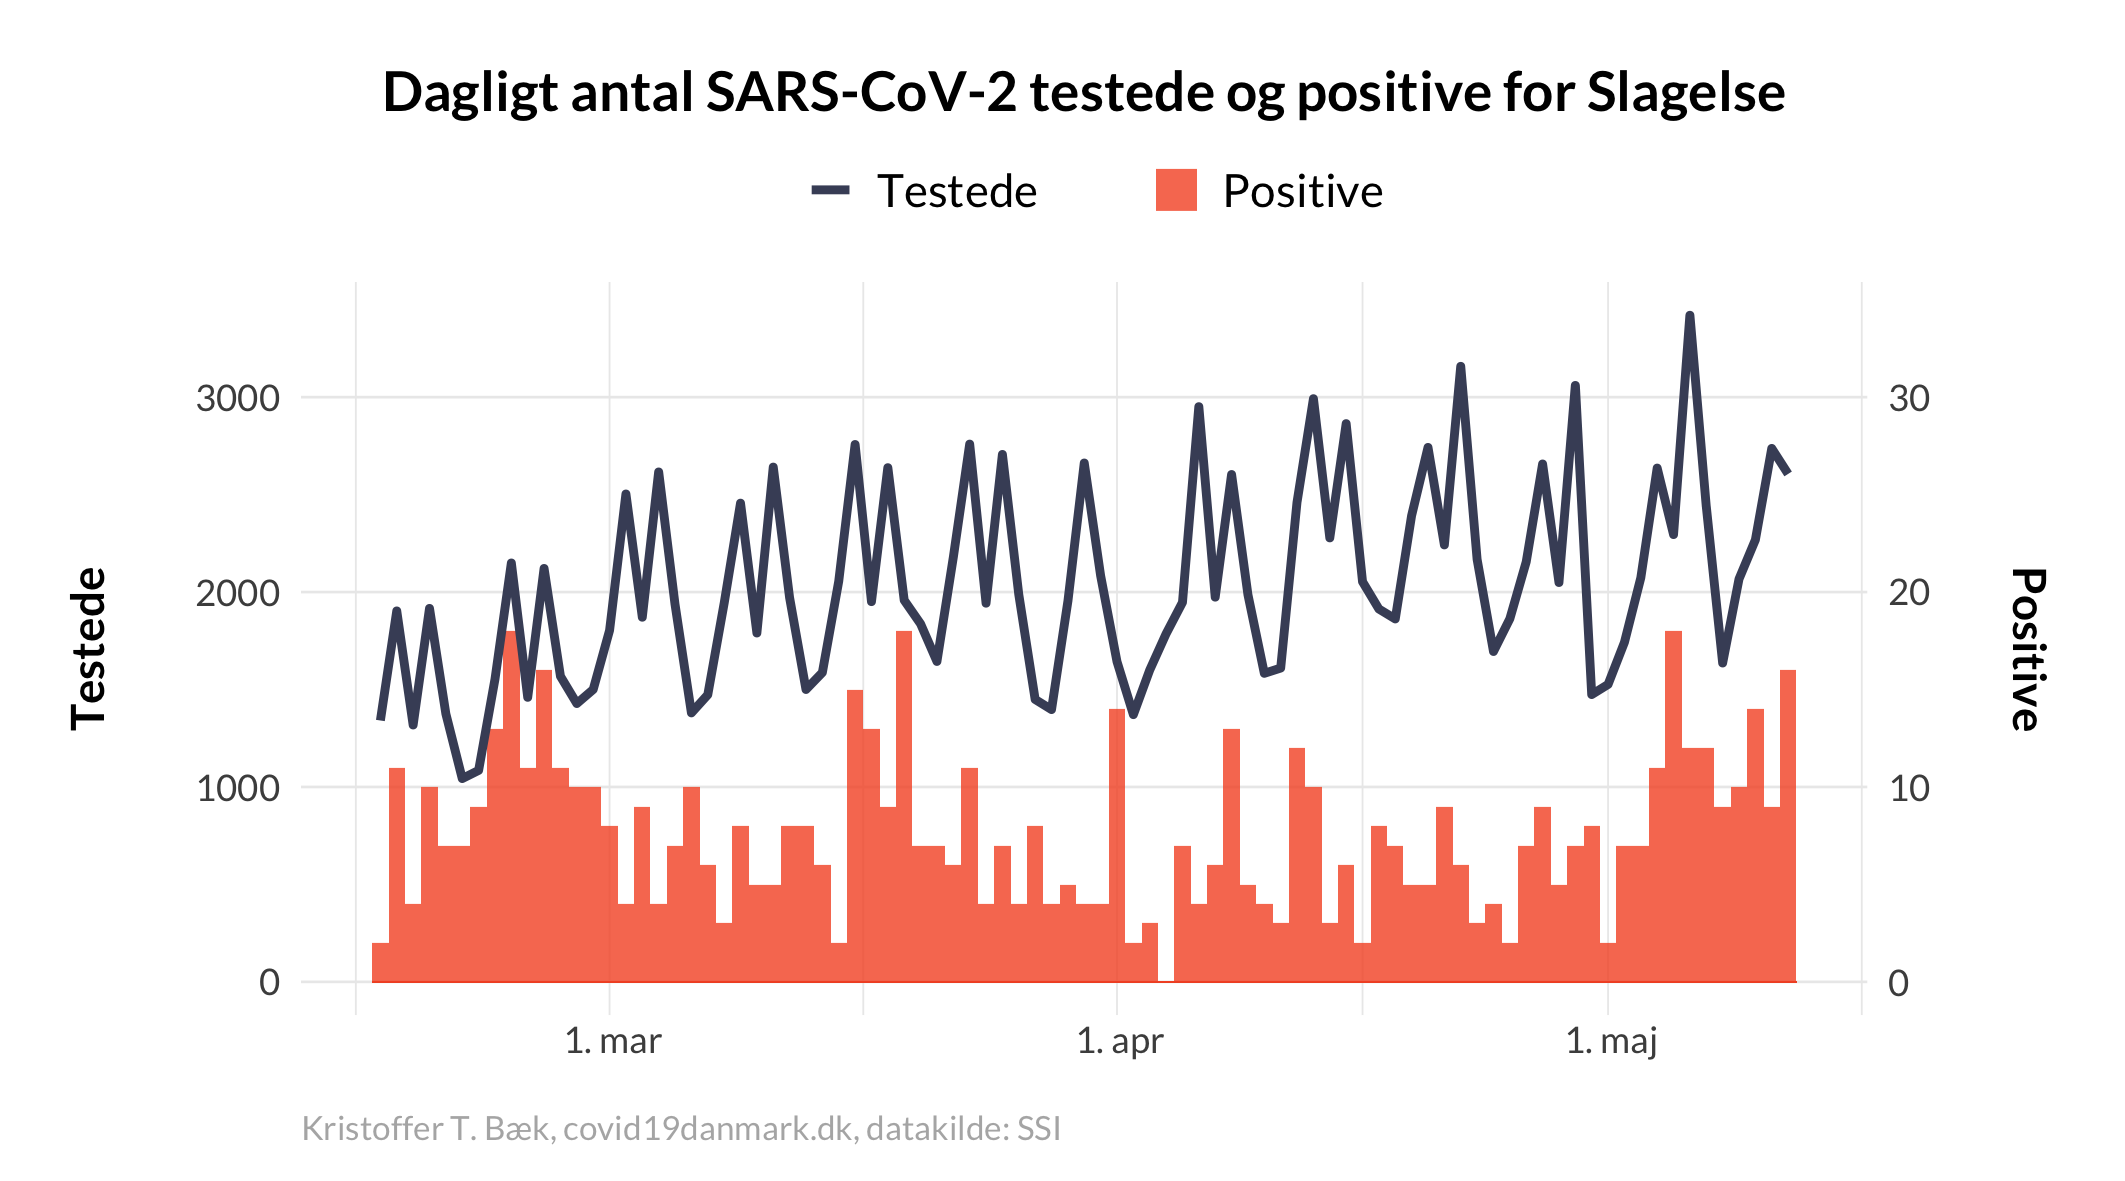 Dagligt antal SARS-CoV-2 testede og positive for Slagelse
Testede Positive
3000 30
2000 20
1000 10
0 0
Testede
Positive
1. mar 1. apr 1. maj
Kristoffer T. Bæk, covid19danmark.dk, datakilde: SSI